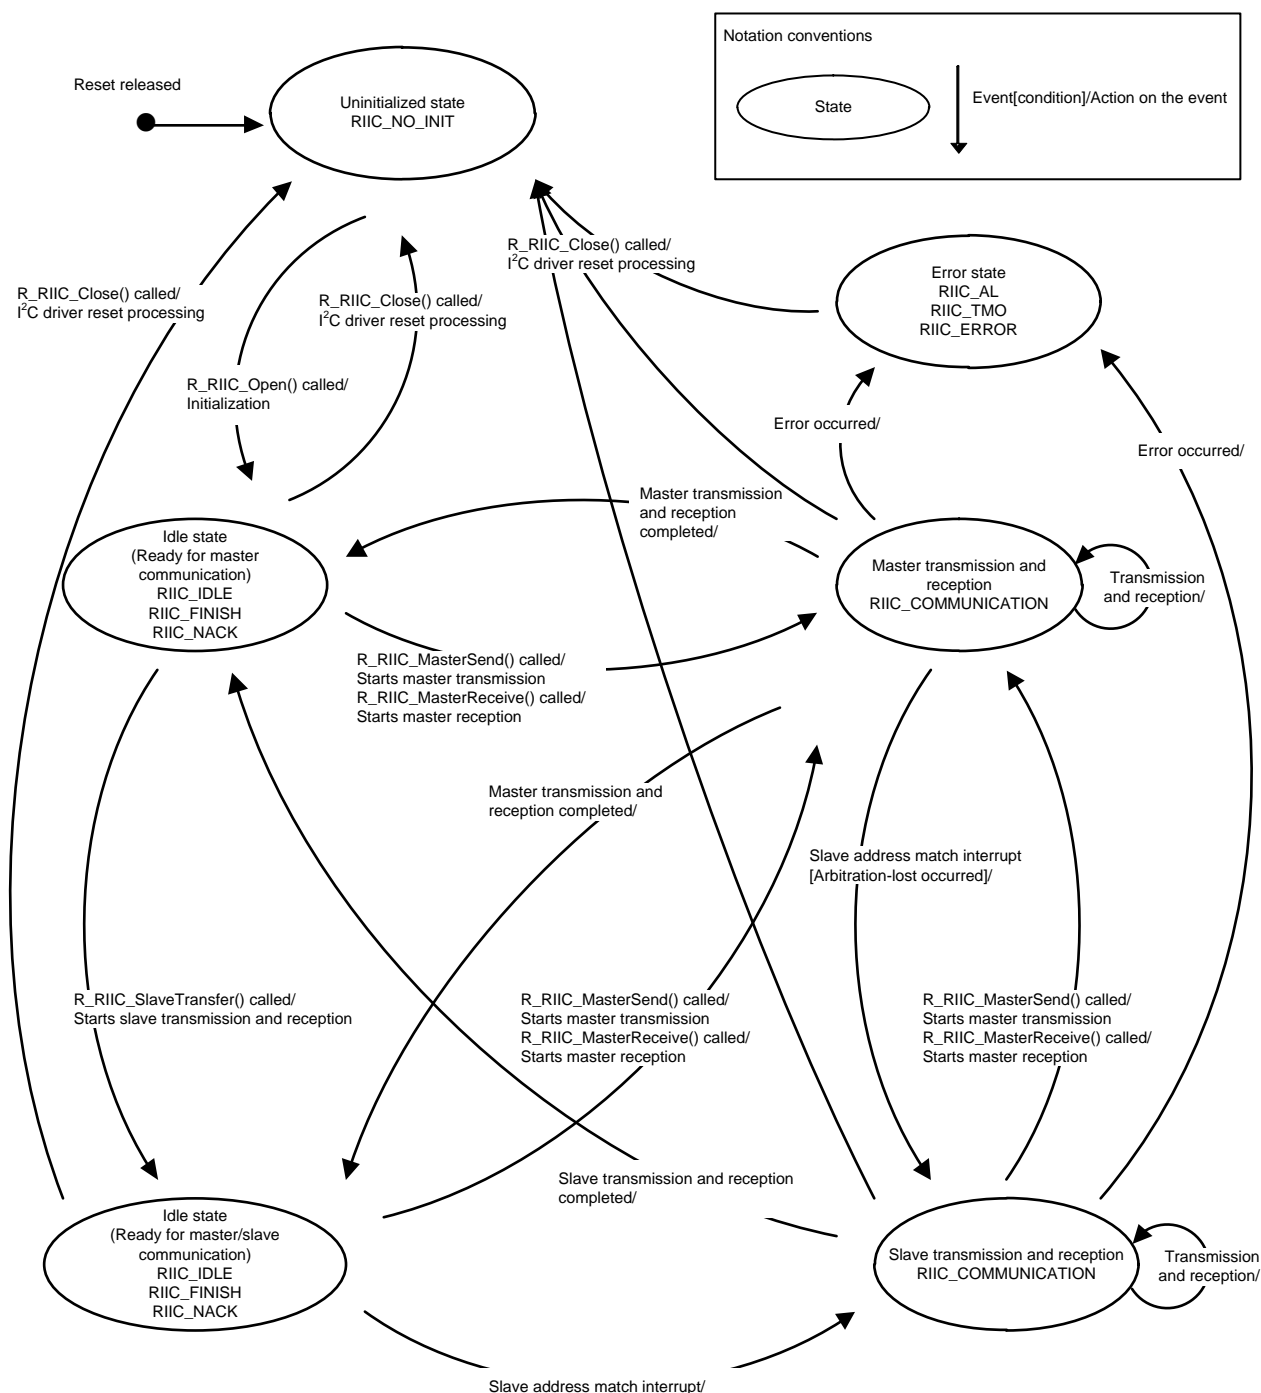 Notation conventions
Reset released
Uninitialized state
RIIC_NO_INIT
State
Event[condition]/Action on the event
R_RIIC_Close() called/
I²C driver reset processing
R_RIIC_Close() called/
I²C driver reset processing
R_RIIC_Close() called/
I²C driver reset processing
Error state
RIIC_AL
RIIC_TMO
RIIC_ERROR
R_RIIC_Open() called/
Initialization
Error occurred/
Error occurred/
Master transmission
and reception
completed/
Idle state
(Ready for master
communication)
RIIC_IDLE
RIIC_FINISH
RIIC_NACK
Master transmission and
reception
RIIC_COMMUNICATION
Transmission
and reception/
R_RIIC_MasterSend() called/
Starts master transmission
R_RIIC_MasterReceive() called/
Starts master reception
Master transmission and
reception completed/
Slave address match interrupt
[Arbitration-lost occurred]/
R_RIIC_SlaveTransfer() called/
Starts slave transmission and reception
R_RIIC_MasterSend() called/
Starts master transmission
R_RIIC_MasterReceive() called/
Starts master reception
R_RIIC_MasterSend() called/
Starts master transmission
R_RIIC_MasterReceive() called/
Starts master reception
Slave transmission and reception
completed/
Idle state
(Ready for master/slave
communication)
RIIC_IDLE
RIIC_FINISH
RIIC_NACK
Slave transmission and reception
RIIC_COMMUNICATION
Transmission
and reception/
Slave address match interrupt/